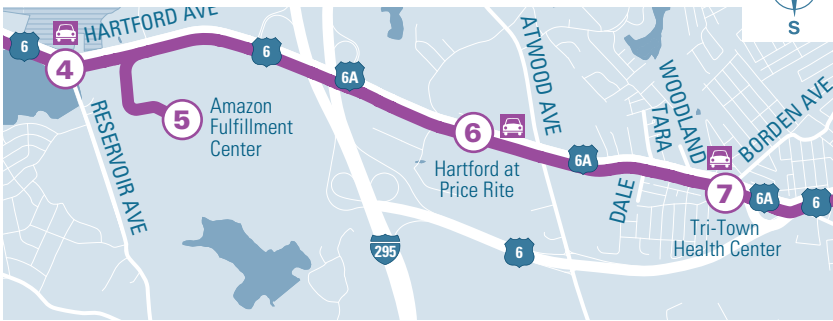 S
HARTFORD AVE
6
4
6
6A
ATWOOD AVE
WOODLAND
TARA
BORDEN AVE
RESERVOIR AVE
5
Amazon
Fulfillment
Center
6
Hartford at
Price Rite
6A
DALE
7
6A
6
Tri-Town
Health Center
295
6